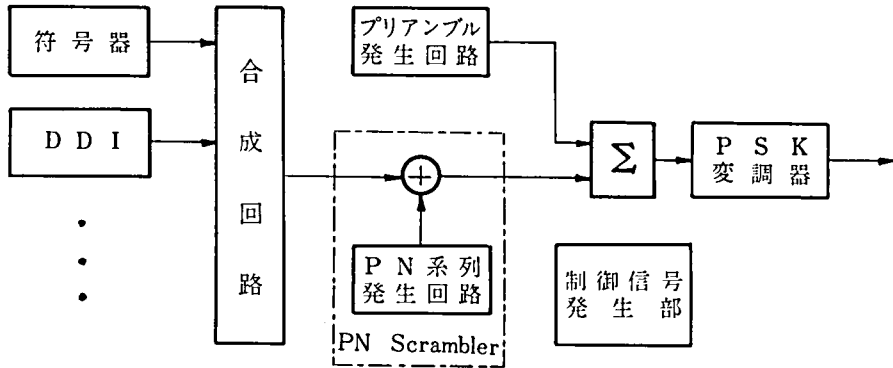 符号器
DDI
合成回路
プリアンブル
発生回路
PN系列
発生回路
PN Scrambler
Σ
PSK
変調器
制御信号
発生部